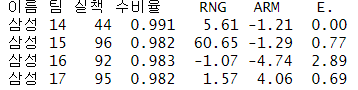 이름 팀 실책 수비율 RNG ARM E.
삼성 14 44 0.991 5.61 -1.21 0.00
삼성 15 96 0.982 60.65 -1.29 0.77
삼성 16 92 0.983 -1.07 -4.74 2.89
삼성 17 95 0.982 1.57 4.06 0.69